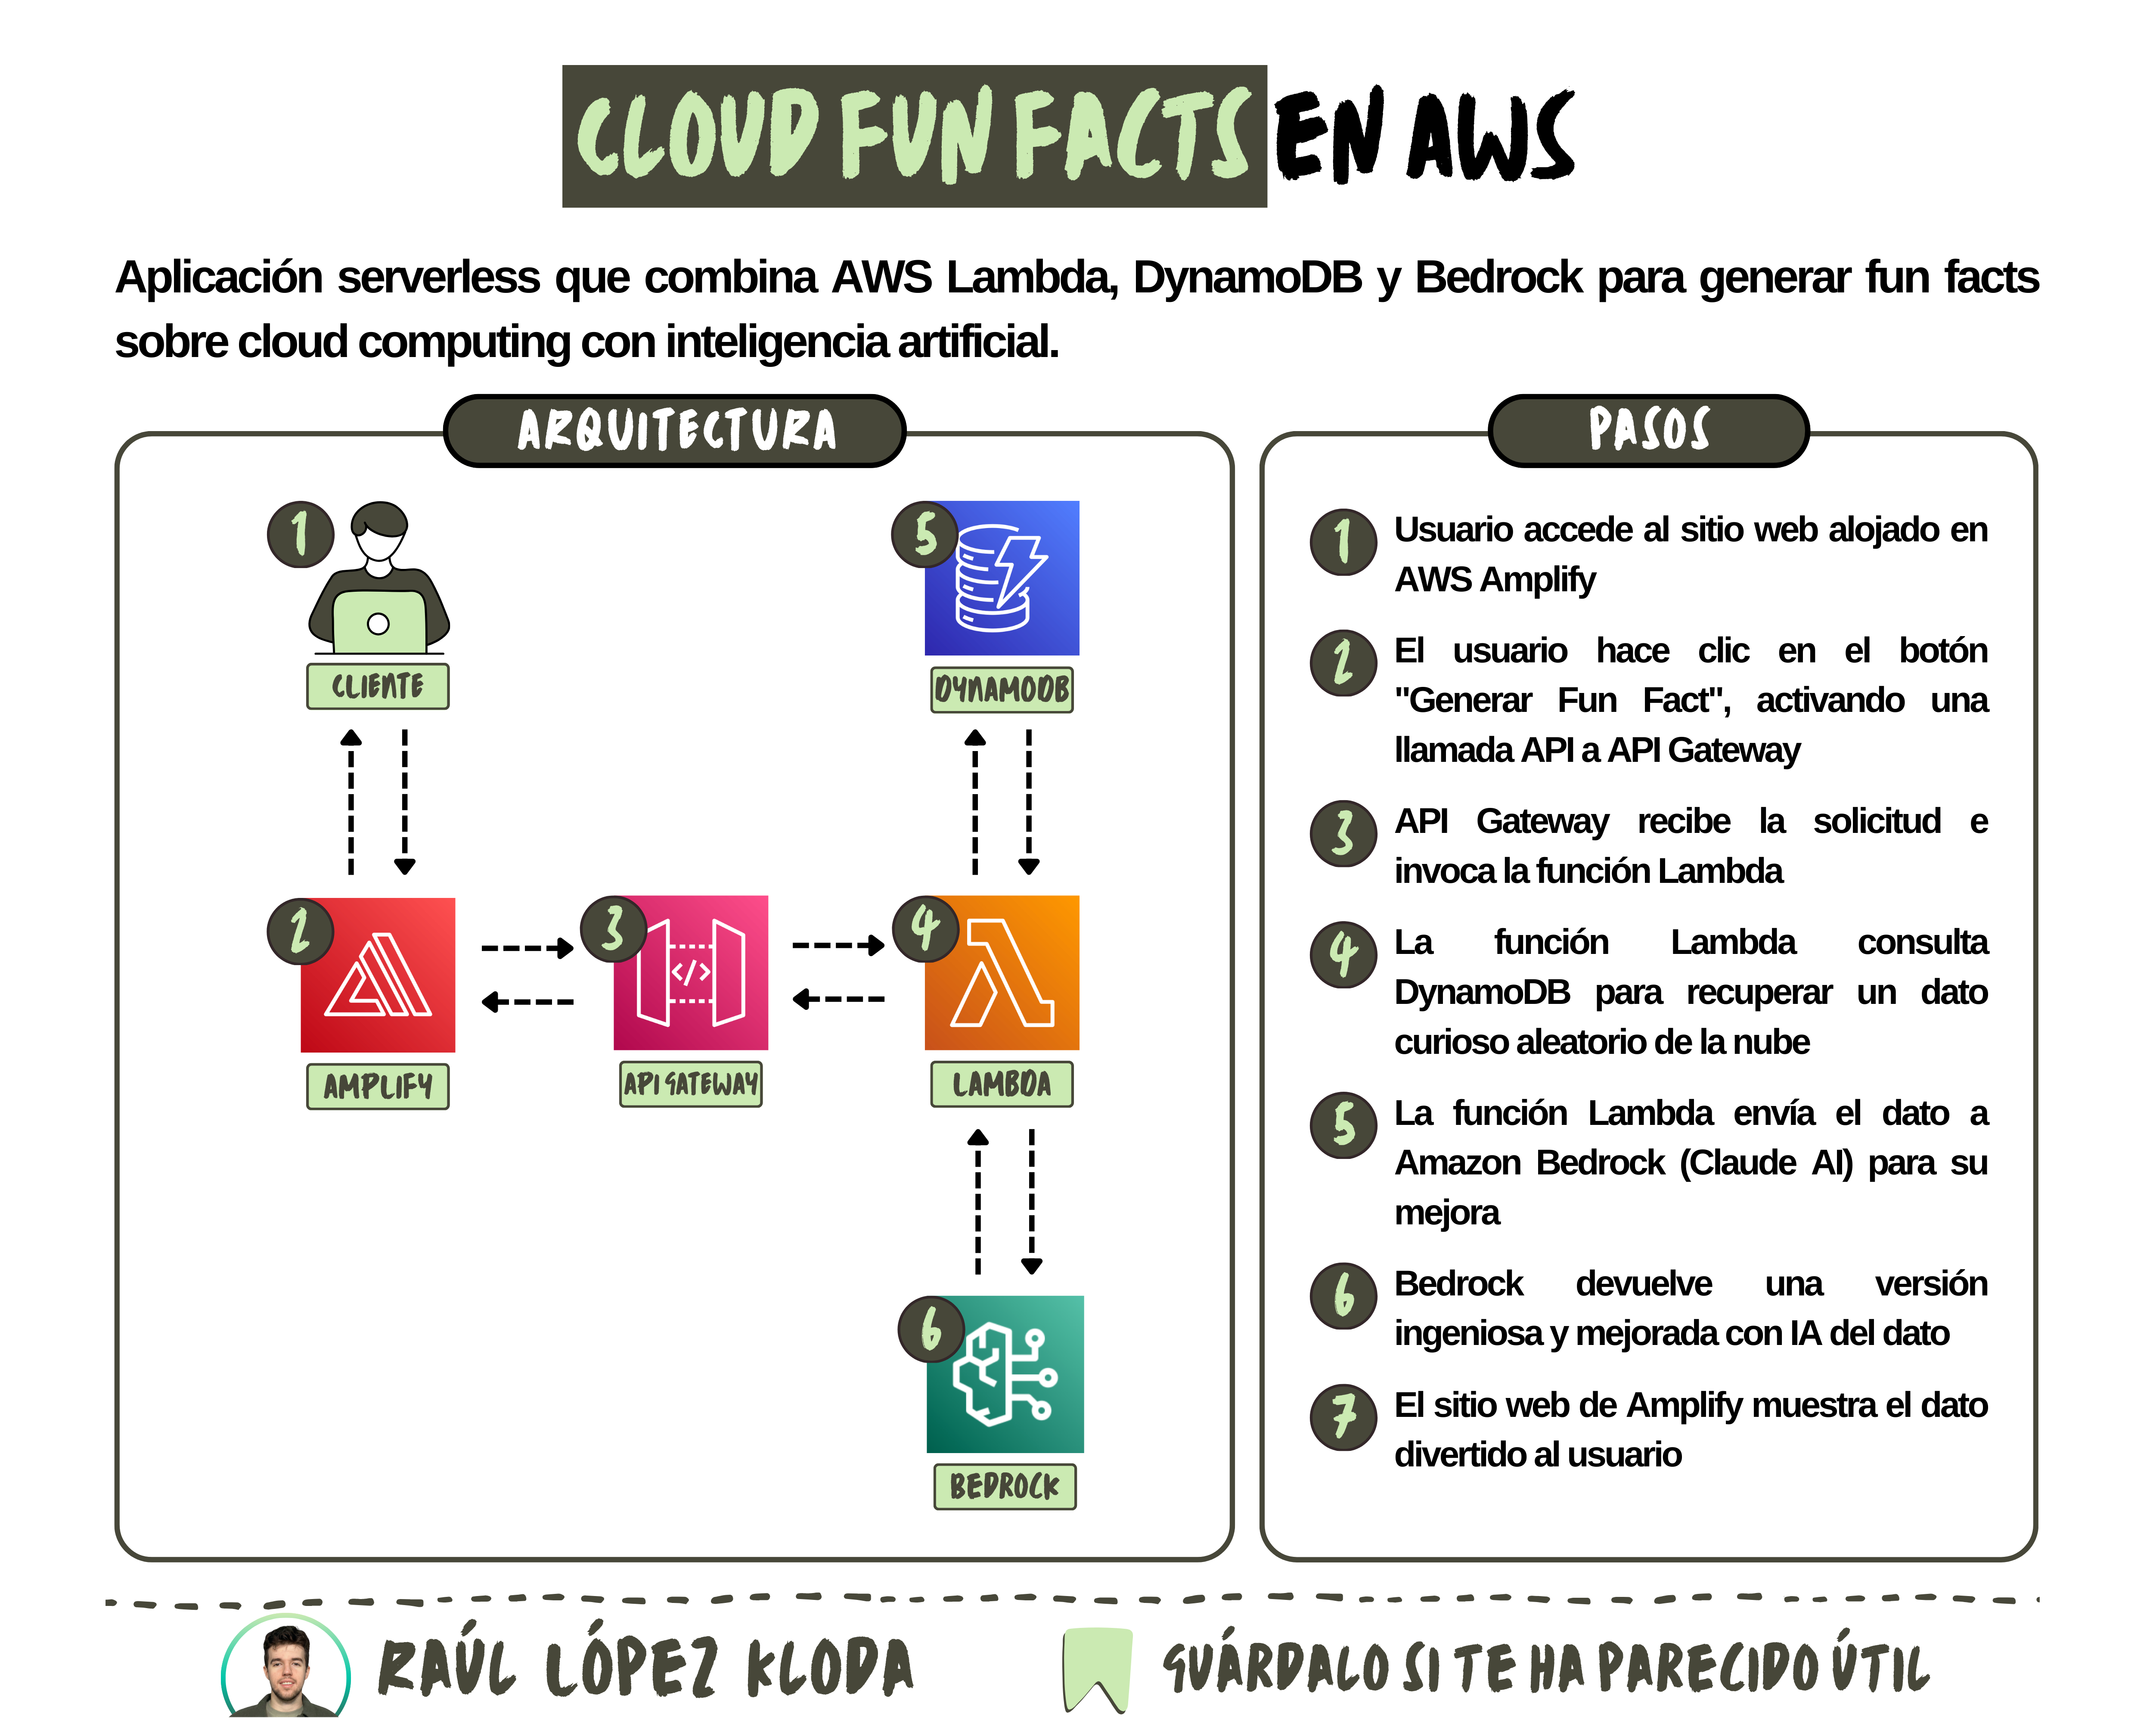 CLOUD FUN FACTS EN AWS
Aplicación serverless que combina AWS Lambda, DynamoDB y Bedrock para generar fun facts
sobre cloud computing con inteligencia artificial.
ARQUITECTURA
1
CLIENTE
5
DYNAMODB
2
AMPLIFY
3
</>
API GATEWAY
4
LAMBDA
6
BEDROCK
PASOS
1
Usuario accede al sitio web alojado en
AWS Amplify
2
El usuario hace clic en el botón
"Generar Fun Fact", activando una
llamada API a API Gateway
3
API Gateway recibe la solicitud e
invoca la función Lambda
4
La función Lambda consulta
DynamoDB para recuperar un dato
curioso aleatorio de la nube
5
La función Lambda envía el dato a
Amazon Bedrock (Claude AI) para su
mejora
6
Bedrock devuelve una versión
ingeniosa y mejorada con IA del dato
7
El sitio web de Amplify muestra el dato
divertido al usuario
RAÚL LÓPEZ KLODA
GUÁRDALO SI TE HA PARECIDO ÚTIL